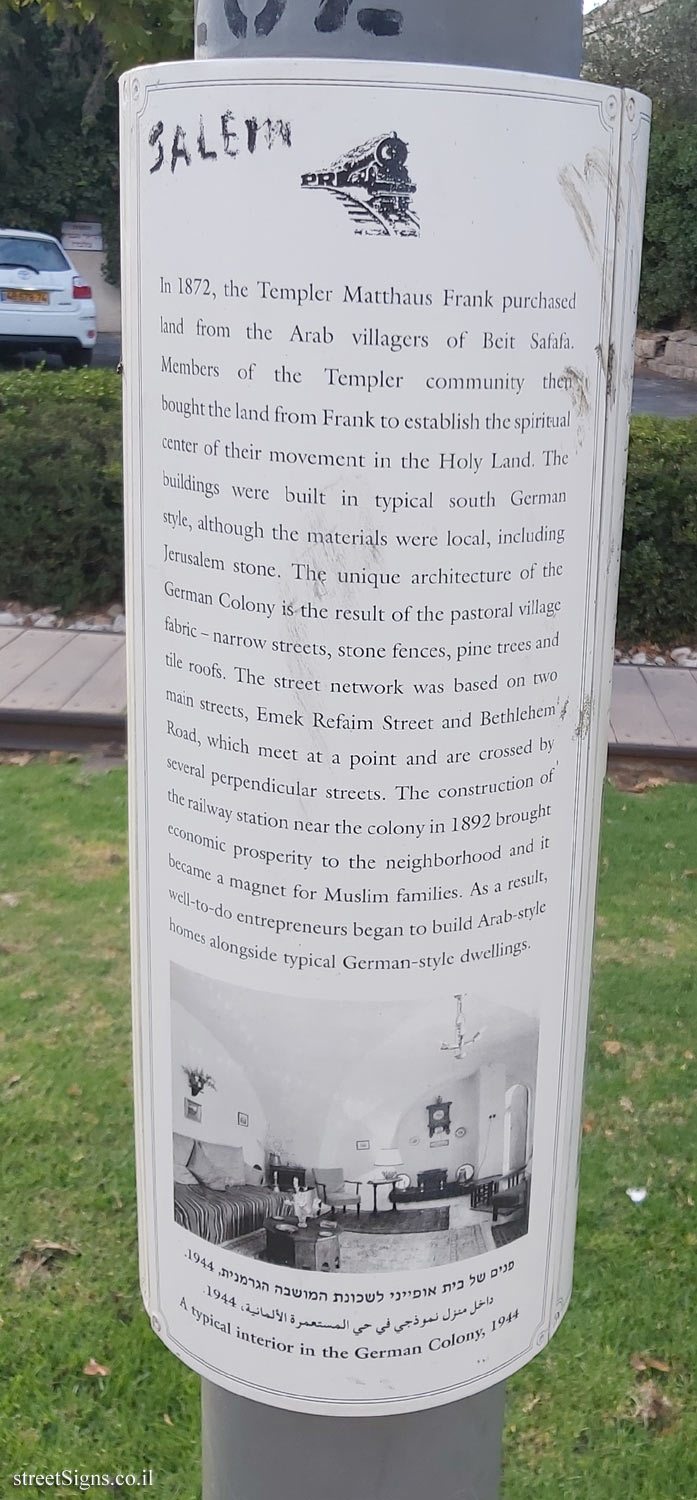 SALEM
In 1872, the Templer Matthaus Frank purchased
land from the Arab villagers of Beit Safafa.
Members of the Templer community then
bought the land from Frank to establish the spiritual
center of their movement in the Holy Land. The
buildings were built in typical south German
style, although the materials were local, including
Jerusalem stone. The unique architecture of the
German Colony is the result of the pastoral village
fabric – narrow streets, stone fences, pine trees and
tile roofs. The street network was based on two
main streets, Emek Refaim Street and Bethlehem
Road, which meet at a point and are crossed by
several perpendicular streets. The construction of
the railway station near the colony in 1892 brought
economic prosperity to the neighborhood and it
became a magnet for Muslim families. As a result,
well-to-do entrepreneurs began to build Arab-style
homes alongside typical German-style dwellings.
פנים של בית אופייני לשכונת המושבה הגרמנית, 1944.
داخل منزل نموذجي في حي المستعمرة الألمانية، 1944.
A typical interior in the German Colony, 1944
streetSigns.co.il